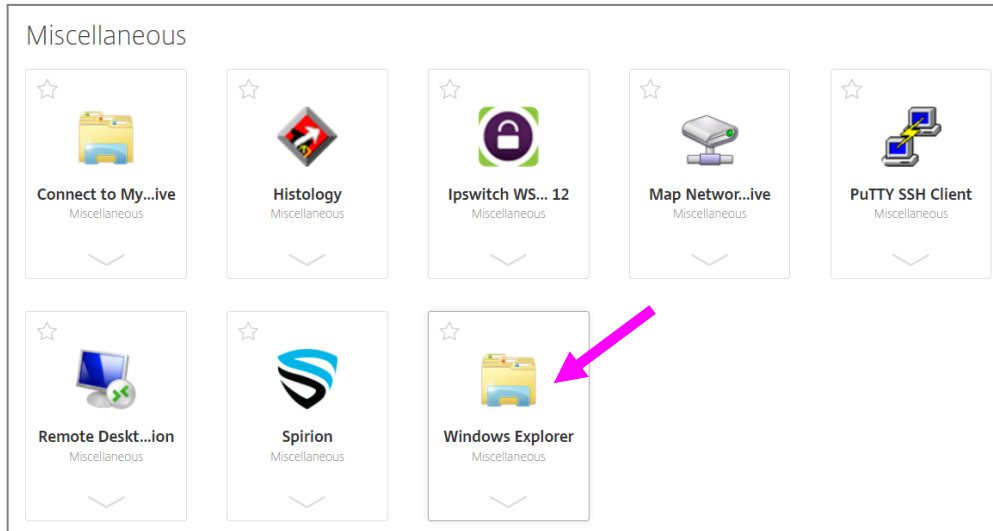 Miscellaneous
Connect to My...ive
Miscellaneous
Histology
Miscellaneous
Ipswitch WS... 12
Miscellaneous
Map Networ...ive
Miscellaneous
PuTTY SSH Client
Miscellaneous
Remote Deskt...ion
Miscellaneous
Spirion
Miscellaneous
Windows Explorer
Miscellaneous